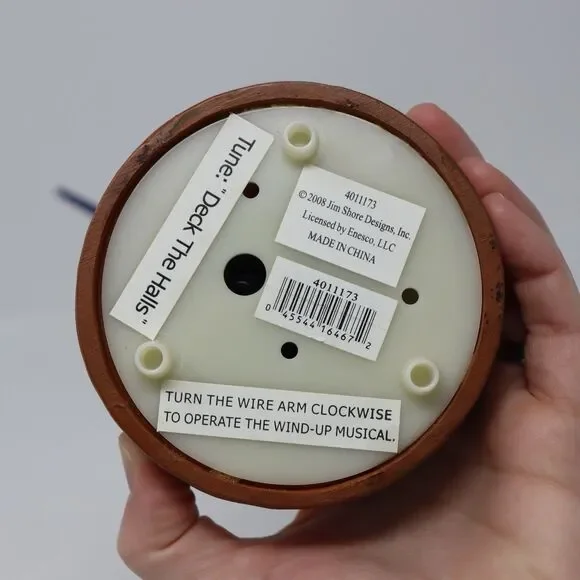 Tune: "Deck The Halls"
4011173
© 2008 Jim Shore Designs, Inc.
Licensed by Enesco, LLC
MADE IN CHINA
4011173
0 45544 16467 2
TURN THE WIRE ARM CLOCKWISE
TO OPERATE THE WIND-UP MUSICAL.